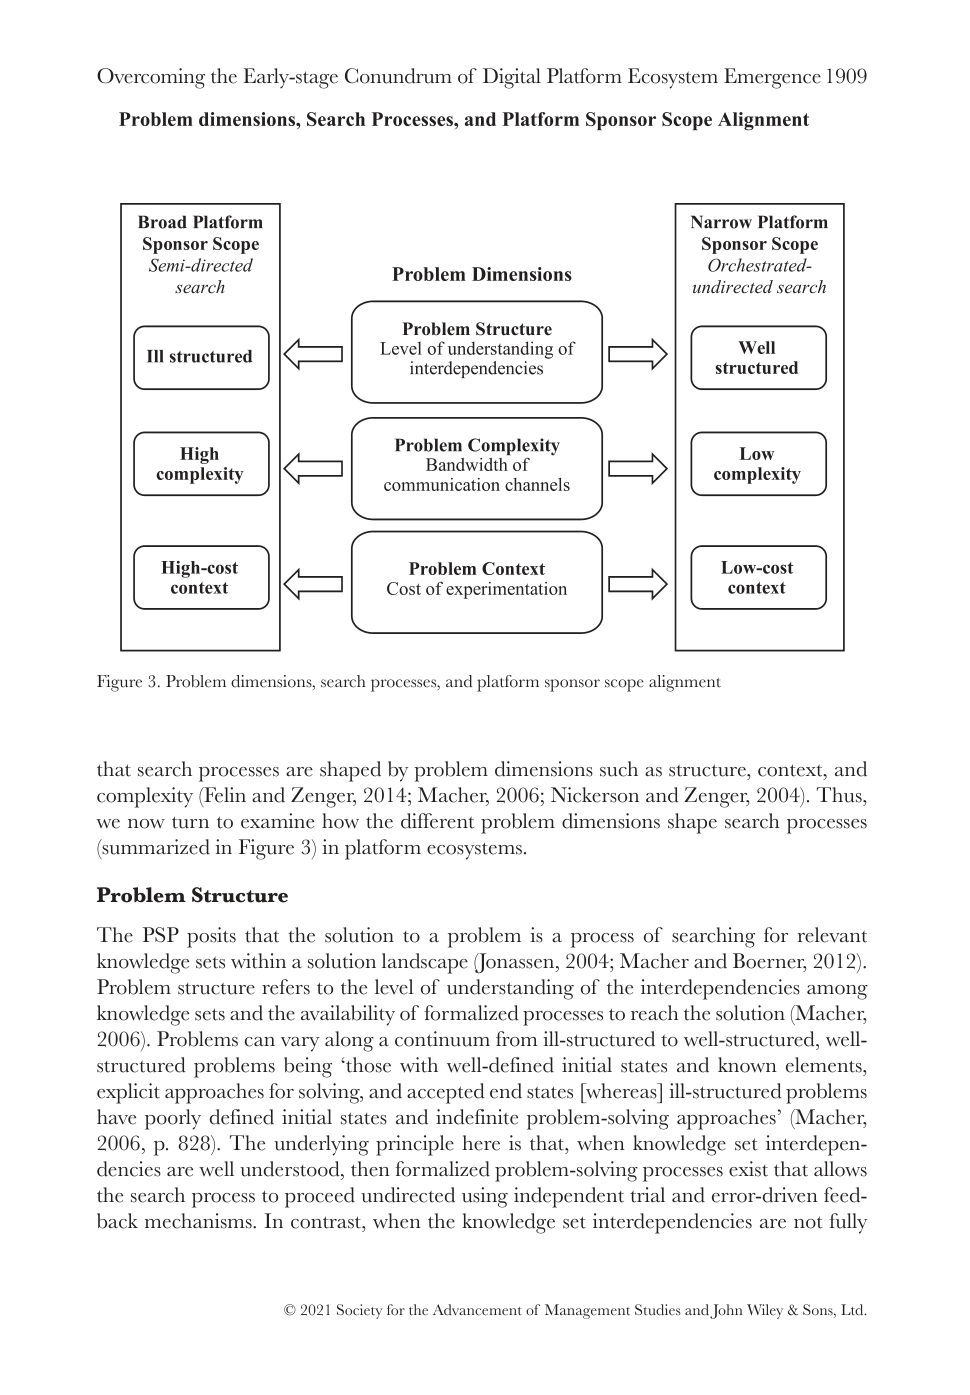 Overcoming the Early-stage Conundrum of Digital Platform Ecosystem Emergence 1909
Problem dimensions, Search Processes, and Platform Sponsor Scope Alignment
Broad Platform
Sponsor Scope
Semi-directed
search
Ill structured
High
complexity
High-cost
context
Problem Dimensions
Problem Structure
Level of understanding of
interdependencies
Problem Complexity
Bandwidth of
communication channels
Problem Context
Cost of experimentation
Narrow Platform
Sponsor Scope
Orchestrated-
undirected search
Well
structured
Low
complexity
Low-cost
context
Figure 3. Problem dimensions, search processes, and platform sponsor scope alignment
that search processes are shaped by problem dimensions such as structure, context, and
complexity (Felin and Zenger, 2014; Macher, 2006; Nickerson and Zenger, 2004). Thus,
we now turn to examine how the different problem dimensions shape search processes
(summarized in Figure 3) in platform ecosystems.
Problem Structure
The PSP posits that the solution to a problem is a process of searching for relevant
knowledge sets within a solution landscape (Jonassen, 2004; Macher and Boerner, 2012).
Problem structure refers to the level of understanding of the interdependencies among
knowledge sets and the availability of formalized processes to reach the solution (Macher,
2006). Problems can vary along a continuum from ill-structured to well-structured, well-
structured problems being ‘those with well-defined initial states and known elements,
explicit approaches for solving, and accepted end states [whereas] ill-structured problems
have poorly defined initial states and indefinite problem-solving approaches’ (Macher,
2006, p. 828). The underlying principle here is that, when knowledge set interdepen-
dencies are well understood, then formalized problem-solving processes exist that allows
the search process to proceed undirected using independent trial and error-driven feed-
back mechanisms. In contrast, when the knowledge set interdependencies are not fully
© 2021 Society for the Advancement of Management Studies and John Wiley & Sons, Ltd.